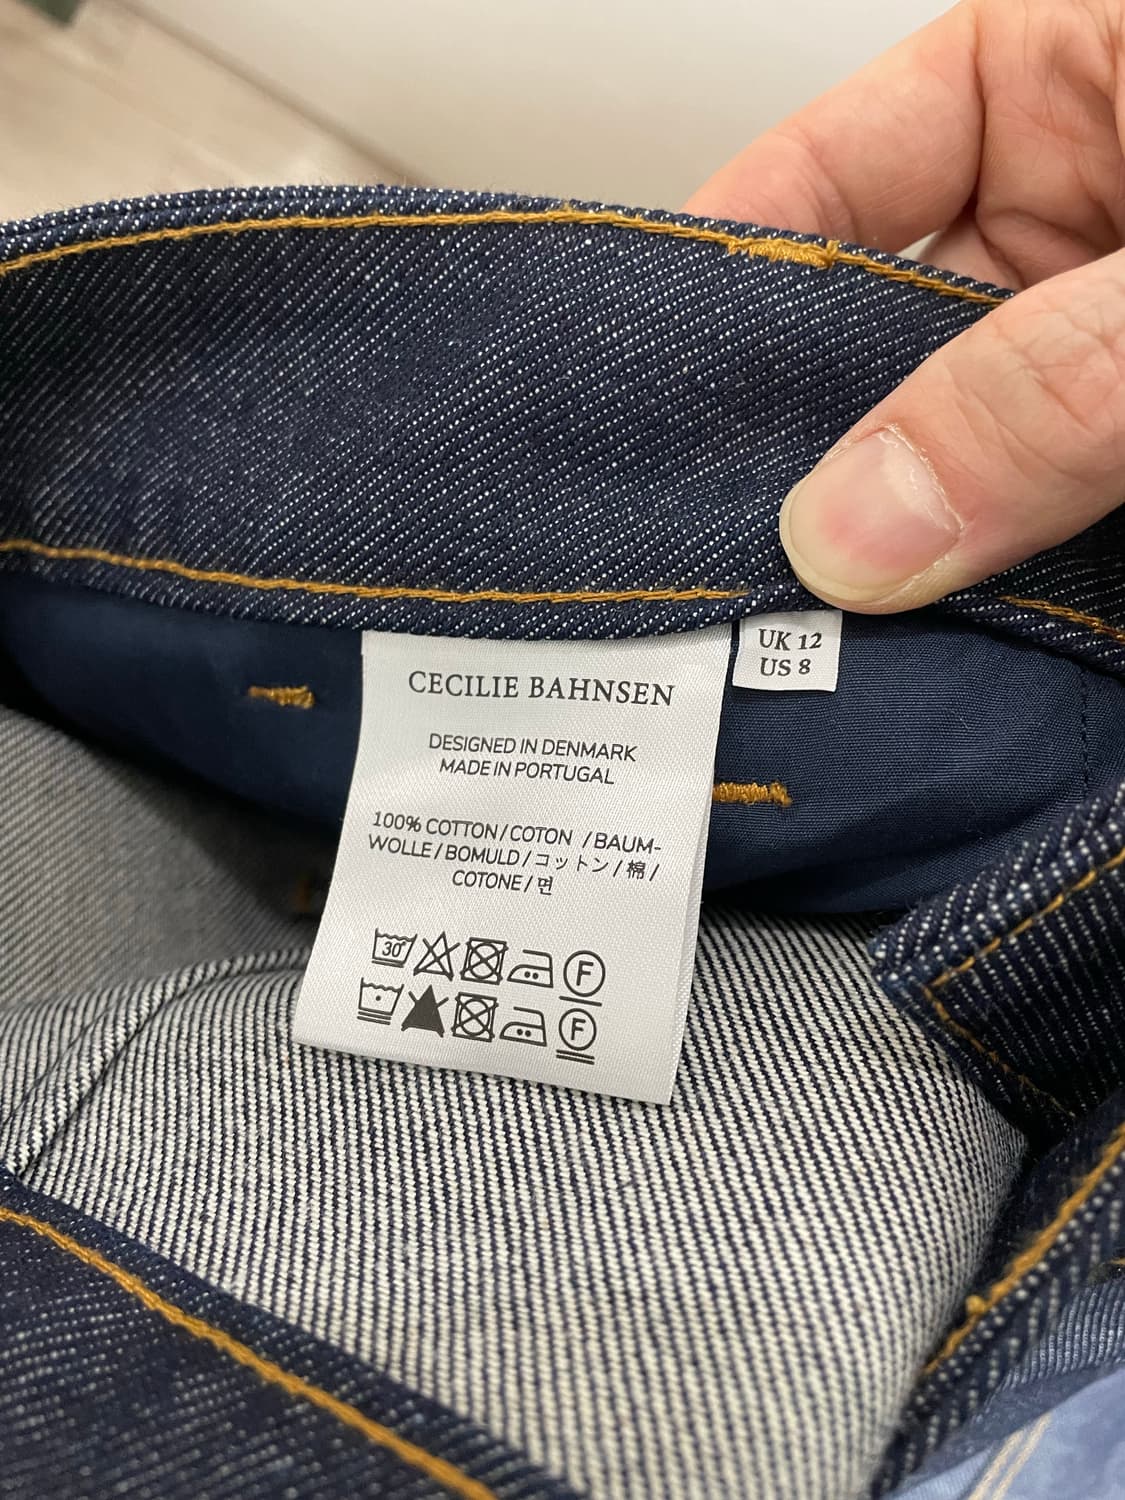 CECILIE BAHNSEN
DESIGNED IN DENMARK
MADE IN PORTUGAL
100% COTTON / COTON / BAUM-
WOLLE / BOMULD / コットン / 棉 /
COTONE / 면
30°
F
F
UK 12
US 8